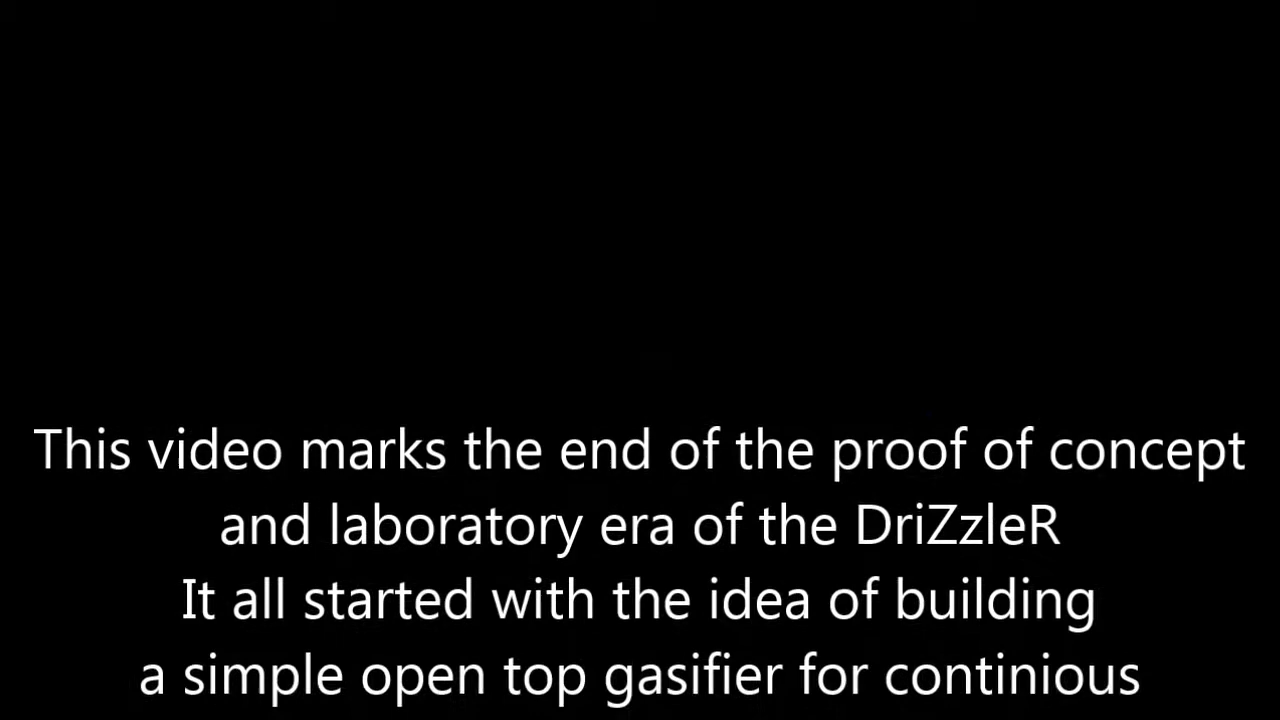 This video marks the end of the proof of concept
and laboratory era of the DriZzleR
It all started with the idea of building
a simple open top gasifier for continious